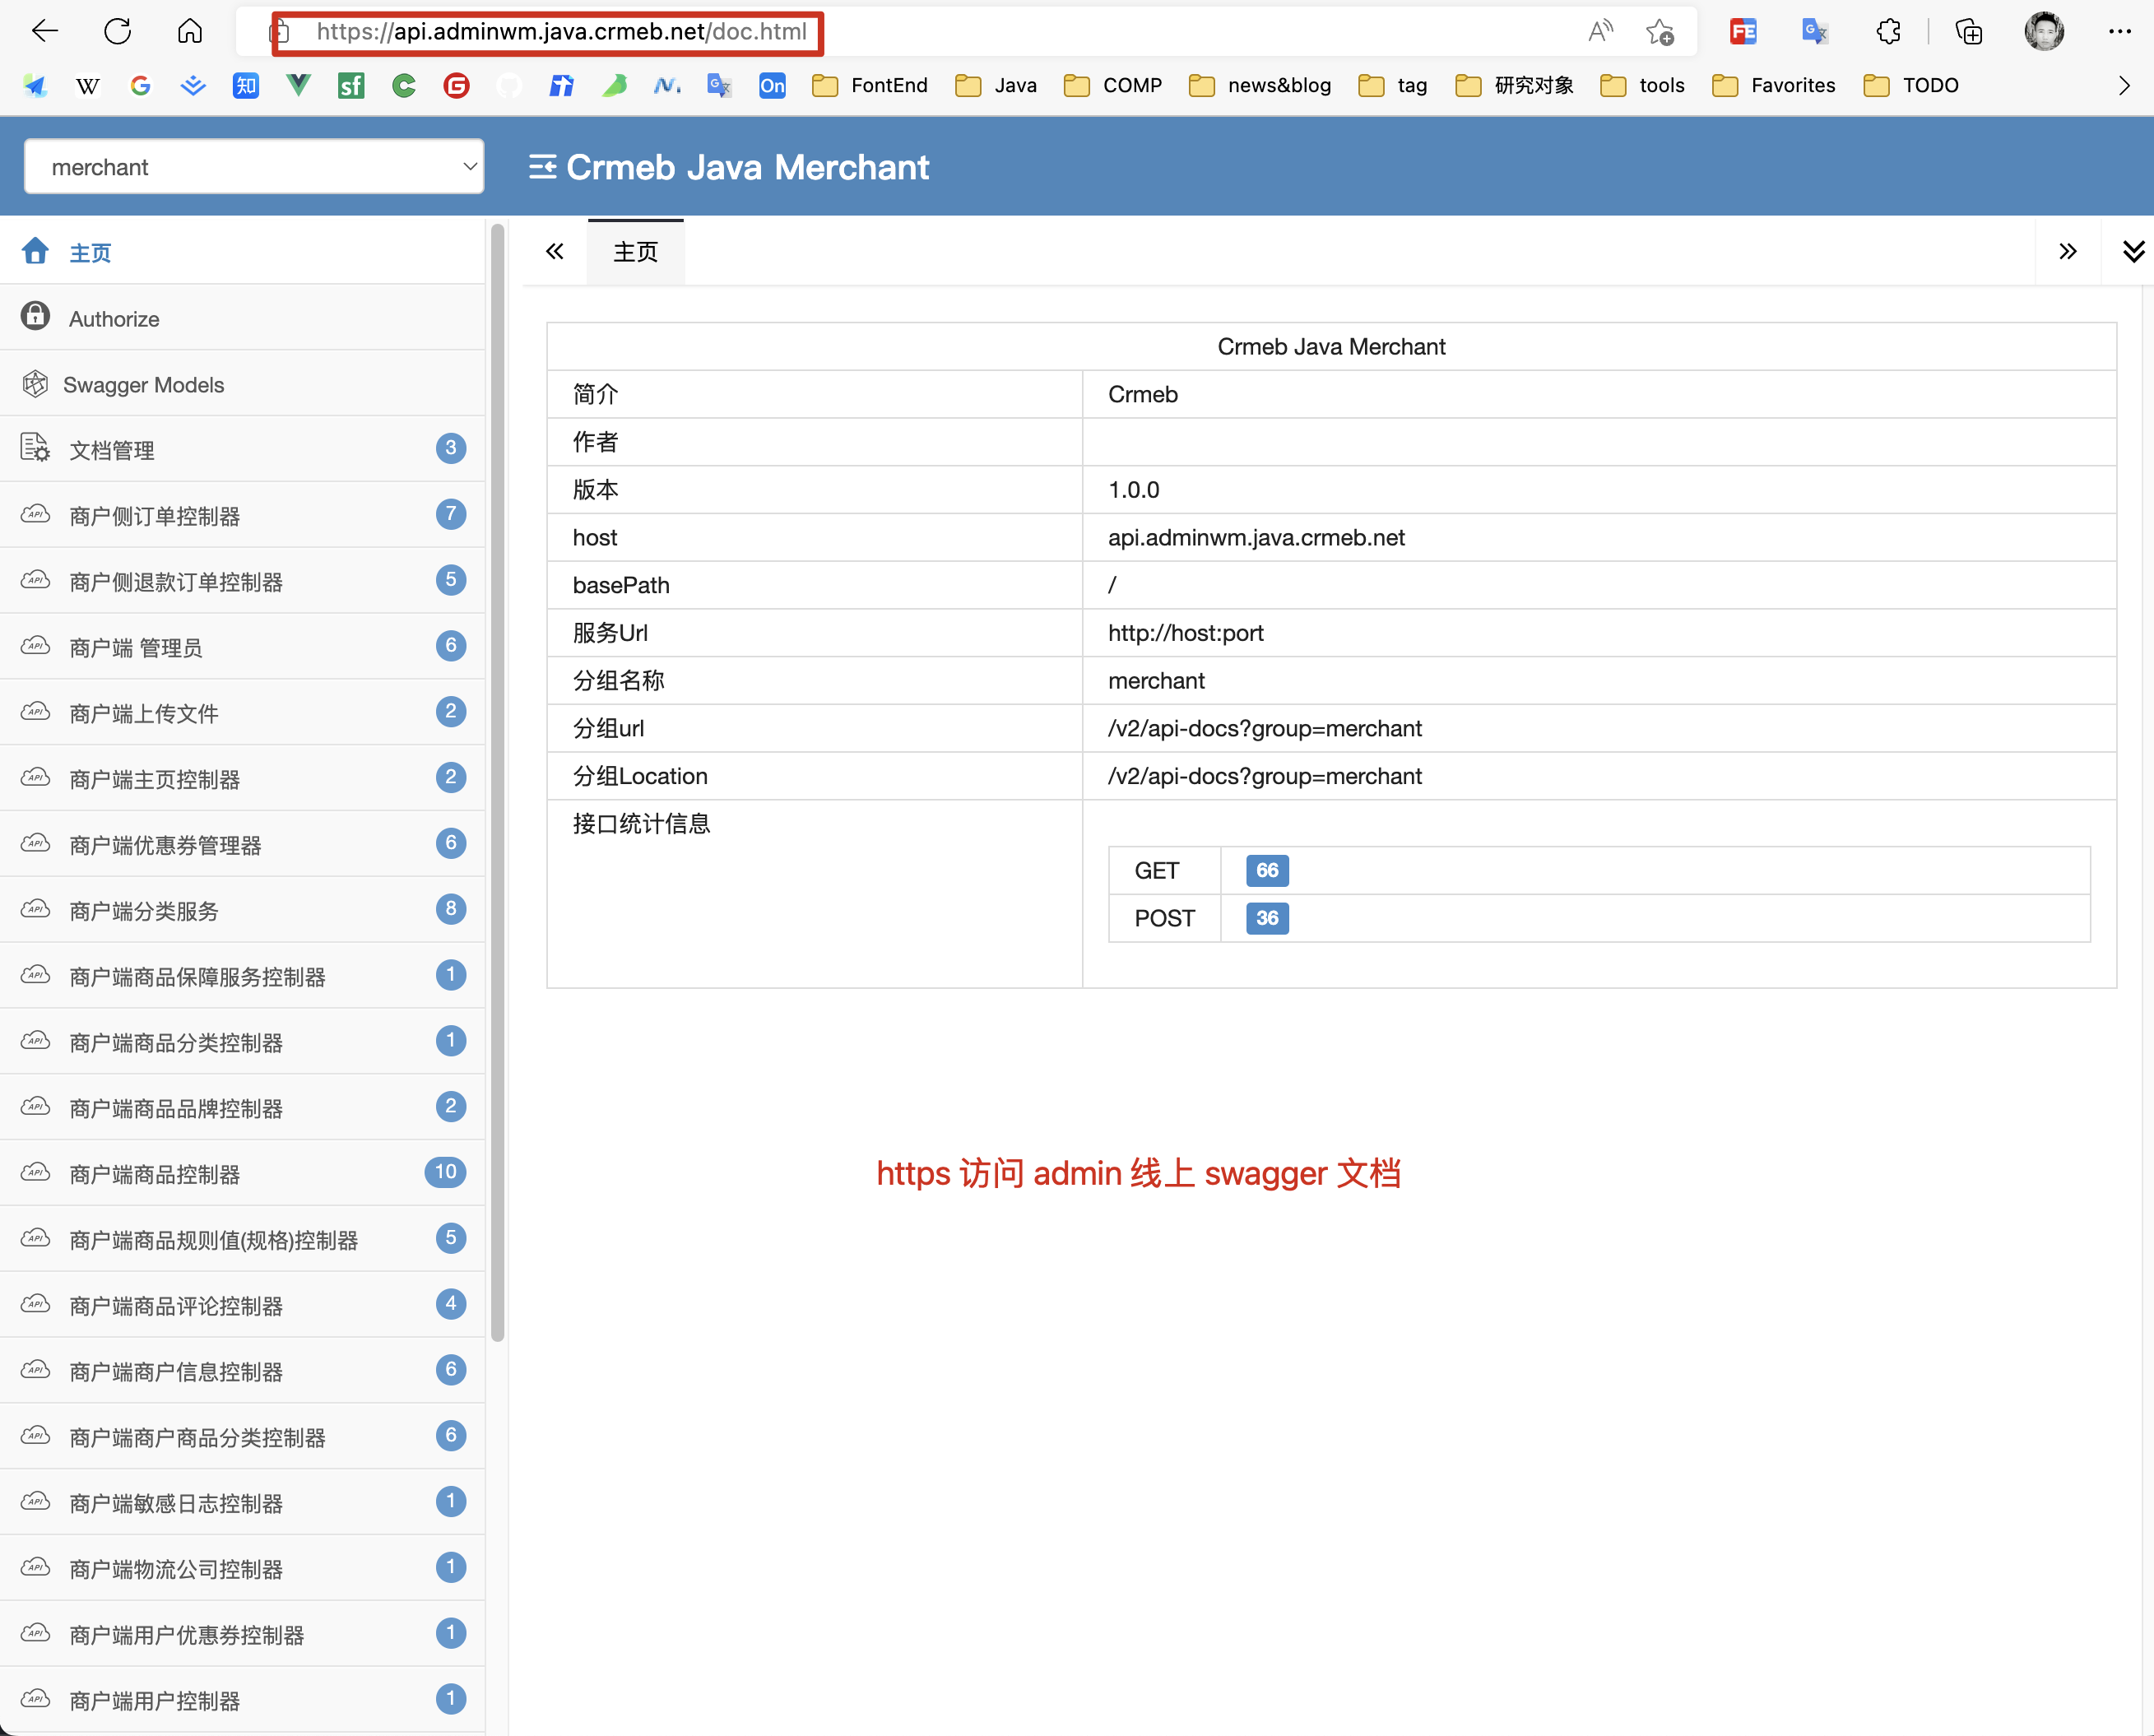 https://api.adminwm.java.crmeb.net/doc.html
W 知 sf On FontEnd Java COMP news&blog tag 研究对象 tools Favorites TODO
merchant
Crmeb Java Merchant
主页
主页
Authorize
Swagger Models
文档管理 3
商户侧订单控制器 7
商户侧退款订单控制器 5
商户端 管理员 6
商户端上传文件 2
商户端主页控制器 2
商户端优惠券管理器 6
商户端分类服务 8
商户端商品保障服务控制器 1
商户端商品分类控制器 1
商户端商品品牌控制器 2
商户端商品控制器 10
商户端商品规则值(规格)控制器 5
商户端商品评论控制器 4
商户端商户信息控制器 6
商户端商户商品分类控制器 6
商户端敏感日志控制器 1
商户端物流公司控制器 1
商户端用户优惠券控制器 1
商户端用户控制器 1
Crmeb Java Merchant
简介 Crmeb
作者
版本 1.0.0
host api.adminwm.java.crmeb.net
basePath /
服务Url http://host:port
分组名称 merchant
分组url /v2/api-docs?group=merchant
分组Location /v2/api-docs?group=merchant
接口统计信息
GET 66
POST 36
https 访问 admin 线上 swagger 文档